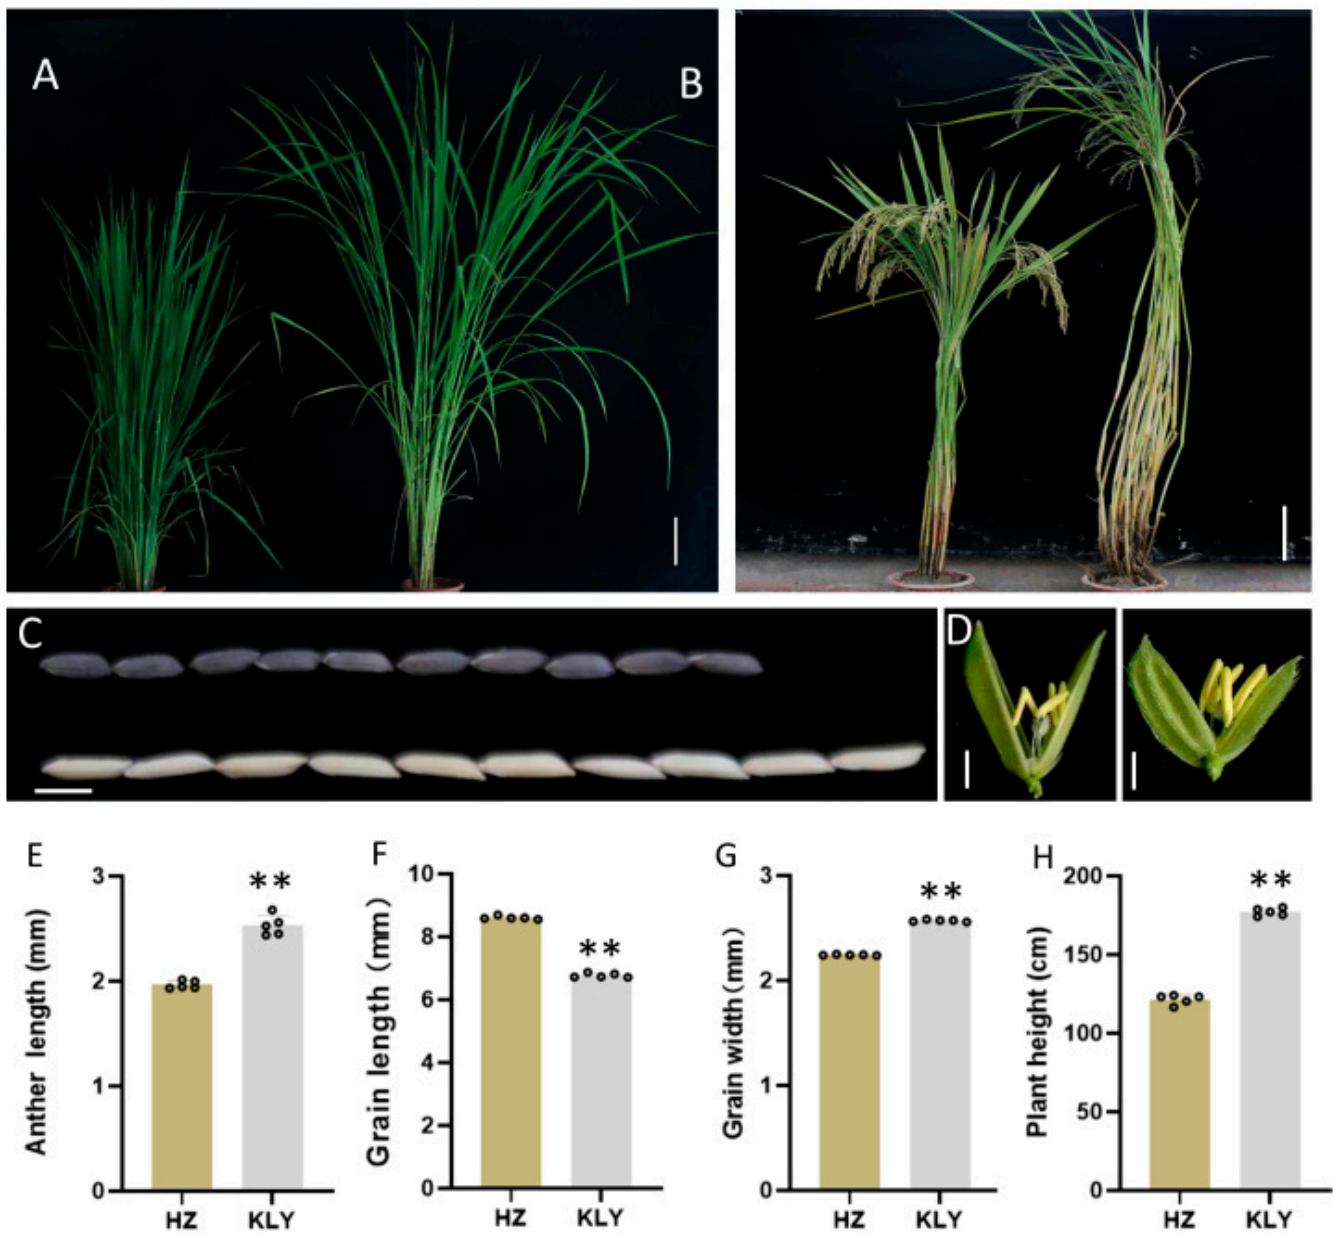 A
B
C
D
E
F
G
H
Anther length (mm)
3
2
1
0
**
HZ
KLY
Grain length (mm)
10
8
6
4
2
0
**
HZ
KLY
Grain width (mm)
3
2
1
0
**
HZ
KLY
Plant height (cm)
200
150
100
50
0
**
HZ
KLY